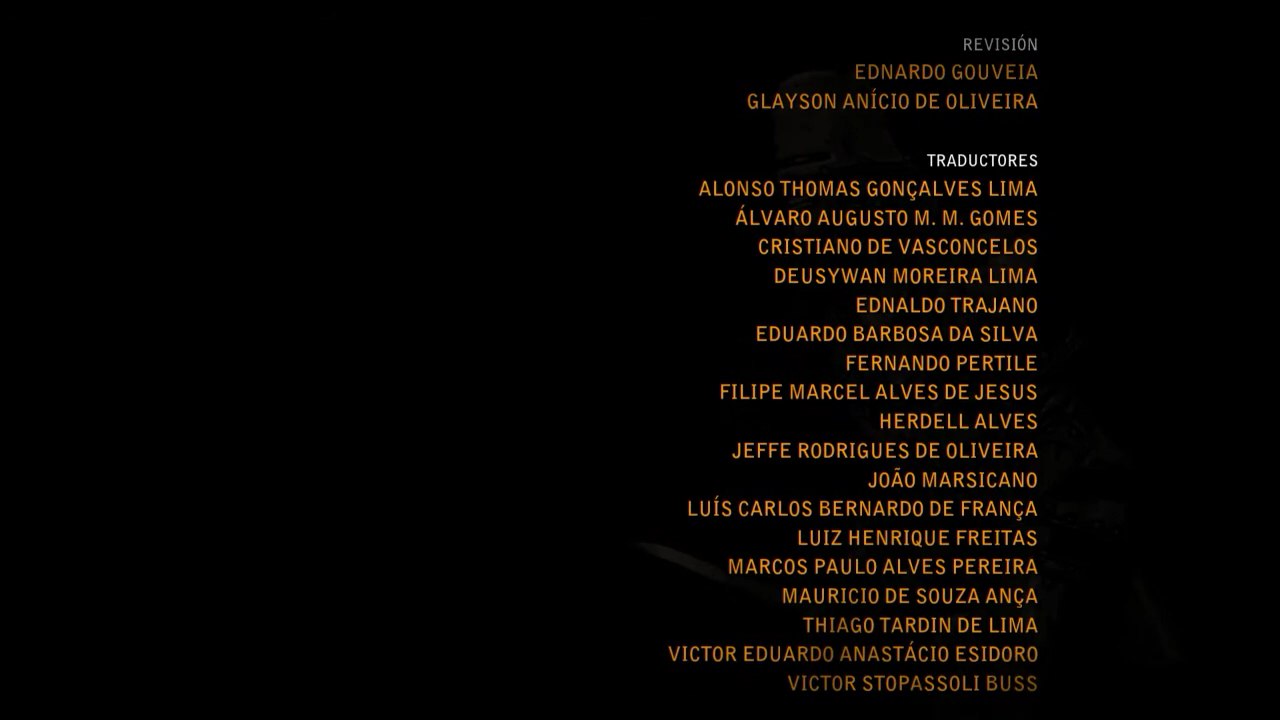 REVISIÓN
EDNARDO GOUVEIA
GLAYSON ANÍCIO DE OLIVEIRA
TRADUCTORES
ALONSO THOMAS GONÇALVES LIMA
ÁLVARO AUGUSTO M. M. GOMES
CRISTIANO DE VASCONCELOS
DEUSYWAN MOREIRA LIMA
EDNALDO TRAJANO
EDUARDO BARBOSA DA SILVA
FERNANDO PERTILE
FILIPE MARCEL ALVES DE JESUS
HERDELL ALVES
JEFFE RODRIGUES DE OLIVEIRA
JOÃO MARSICANO
LUÍS CARLOS BERNARDO DE FRANÇA
LUIZ HENRIQUE FREITAS
MARCOS PAULO ALVES PEREIRA
MAURICIO DE SOUZA ANÇA
THIAGO TARDIN DE LIMA
VICTOR EDUARDO ANASTÁCIO ESIDORO
VICTOR STOPASSOLI BUSS